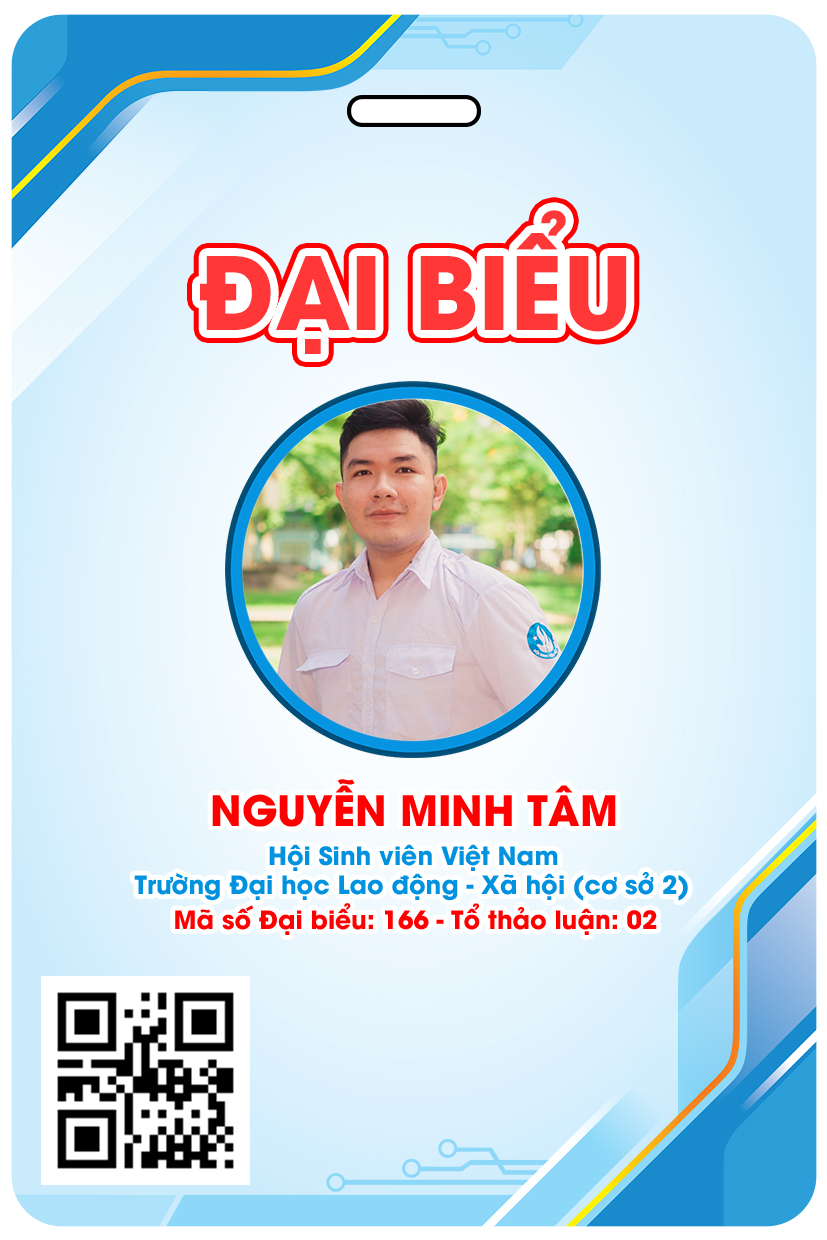 ĐẠI BIỂU
NGUYỄN MINH TÂM
Hội Sinh viên Việt Nam
Trường Đại học Lao động - Xã hội (cơ sở 2)
Mã số Đại biểu: 166 - Tổ thảo luận: 02